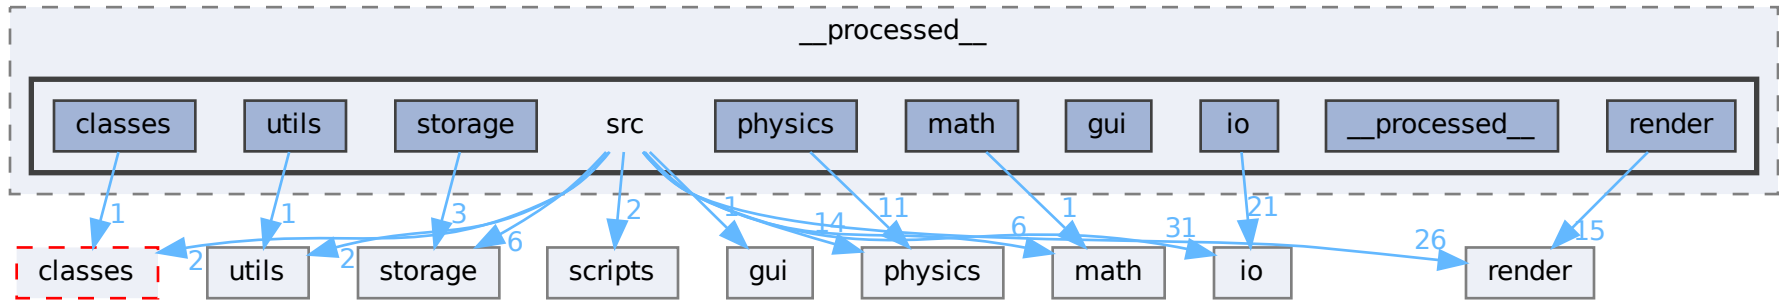 __processed__
classes
utils
storage
src
physics
math
gui
io
__processed__
render
1
1
3
2
1
11
1
21
15
2
2
6
14
6
31
26
classes
utils
storage
scripts
gui
physics
math
io
render